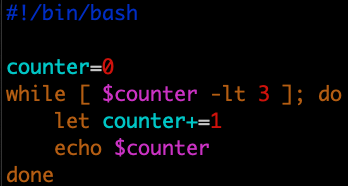 #!/bin/bash

counter=0
while [ $counter -lt 3 ]; do
    let counter+=1
    echo $counter
done